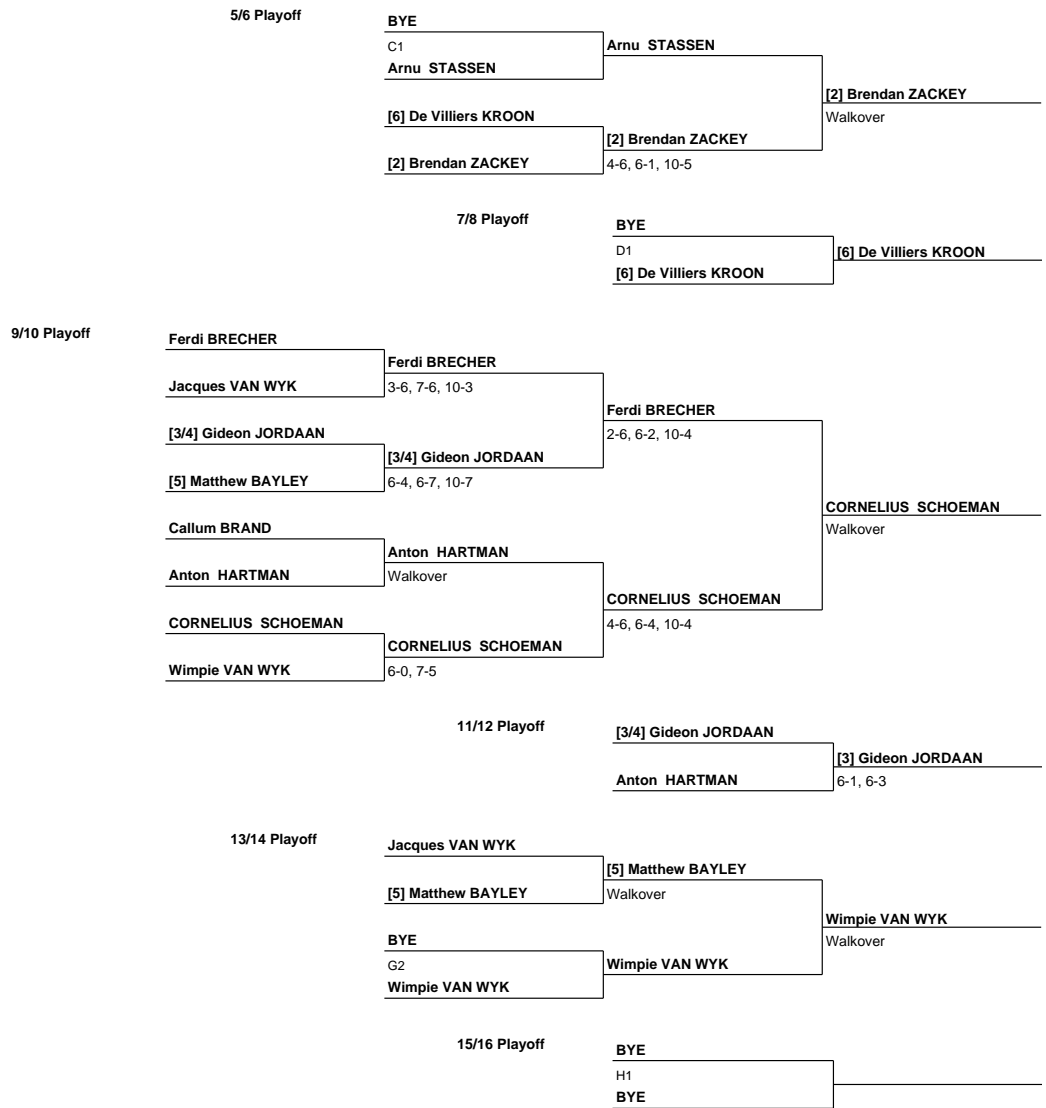 5/6 Playoff
BYE
C1
Arnu  STASSEN
Arnu  STASSEN
[2] Brendan ZACKEY
[6] De Villiers KROON
Walkover
[2] Brendan ZACKEY
[2] Brendan ZACKEY
4-6, 6-1, 10-5
7/8 Playoff
BYE
D1
[6] De Villiers KROON
[6] De Villiers KROON
9/10 Playoff
Ferdi BRECHER
Ferdi BRECHER
Jacques VAN WYK
3-6, 7-6, 10-3
Ferdi BRECHER
[3/4] Gideon JORDAAN
2-6, 6-2, 10-4
[3/4] Gideon JORDAAN
[5] Matthew BAYLEY
6-4, 6-7, 10-7
CORNELIUS  SCHOEMAN
Callum BRAND
Walkover
Anton  HARTMAN
Anton  HARTMAN
Walkover
CORNELIUS  SCHOEMAN
CORNELIUS  SCHOEMAN
4-6, 6-4, 10-4
CORNELIUS  SCHOEMAN
Wimpie VAN WYK
6-0, 7-5
11/12 Playoff
[3/4] Gideon JORDAAN
[3] Gideon JORDAAN
Anton  HARTMAN
6-1, 6-3
13/14 Playoff
Jacques VAN WYK
[5] Matthew BAYLEY
[5] Matthew BAYLEY
Walkover
Wimpie VAN WYK
BYE
Walkover
G2
Wimpie VAN WYK
Wimpie VAN WYK
15/16 Playoff
BYE
H1
BYE